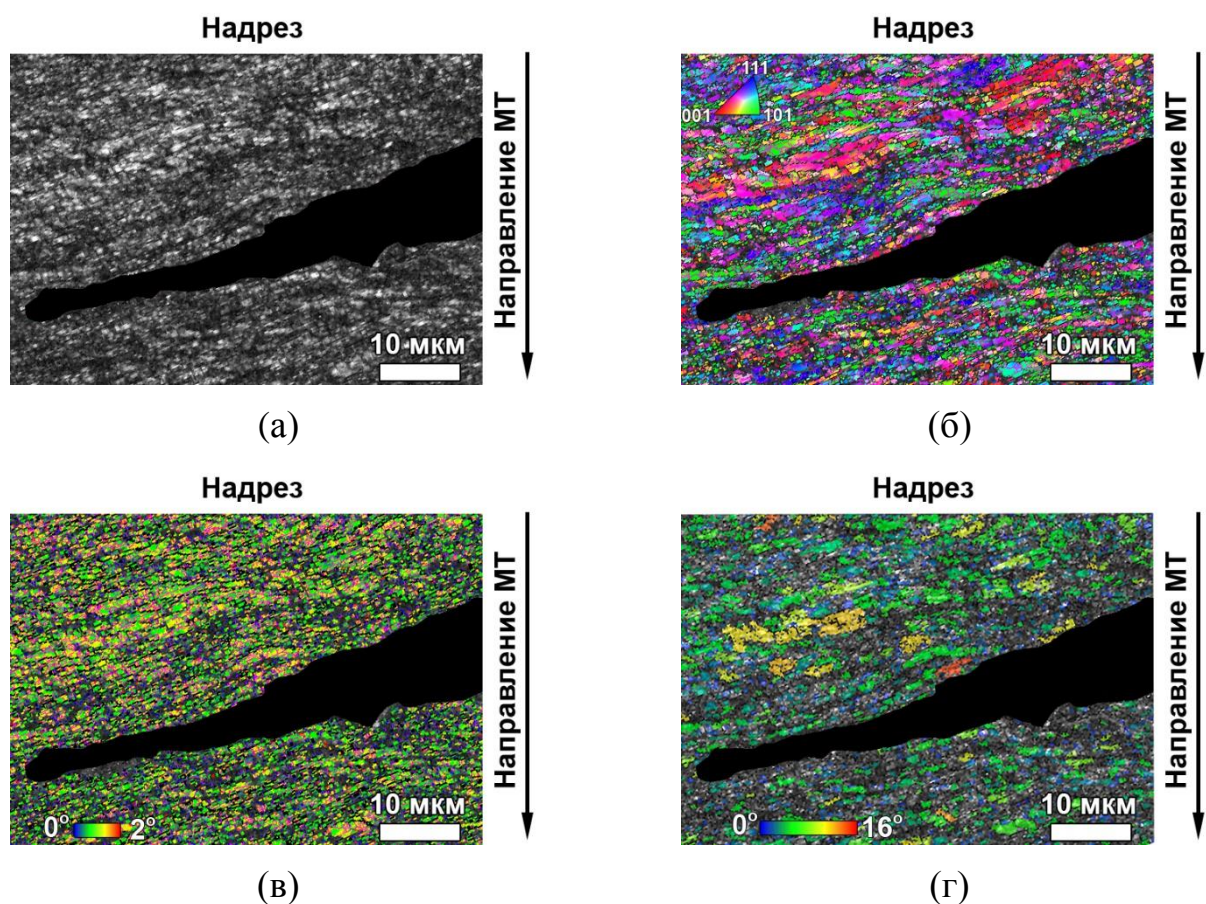 Надрез
Надрез
Направление МТ
Направление МТ
111
001
101
10 мкм
10 мкм
(а)
(б)
Надрез
Надрез
Направление МТ
Направление МТ
0° 2°
10 мкм
0° 16°
10 мкм
(в)
(г)